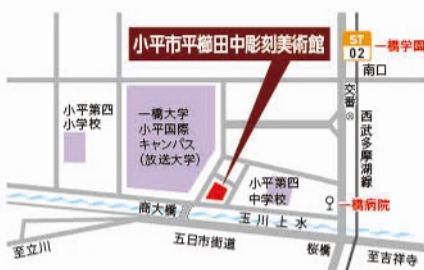 小平市平櫛田中彫刻美術館
ST
02
一橋学園
南口
小平第四
小学校
一橋大学
小平国際
キャンパス
(放送大学)
交番
西武多摩湖線
小平第四
中学校
一橋病院
商大橋
玉川上水
五日市街道
桜橋
至立川
至吉祥寺